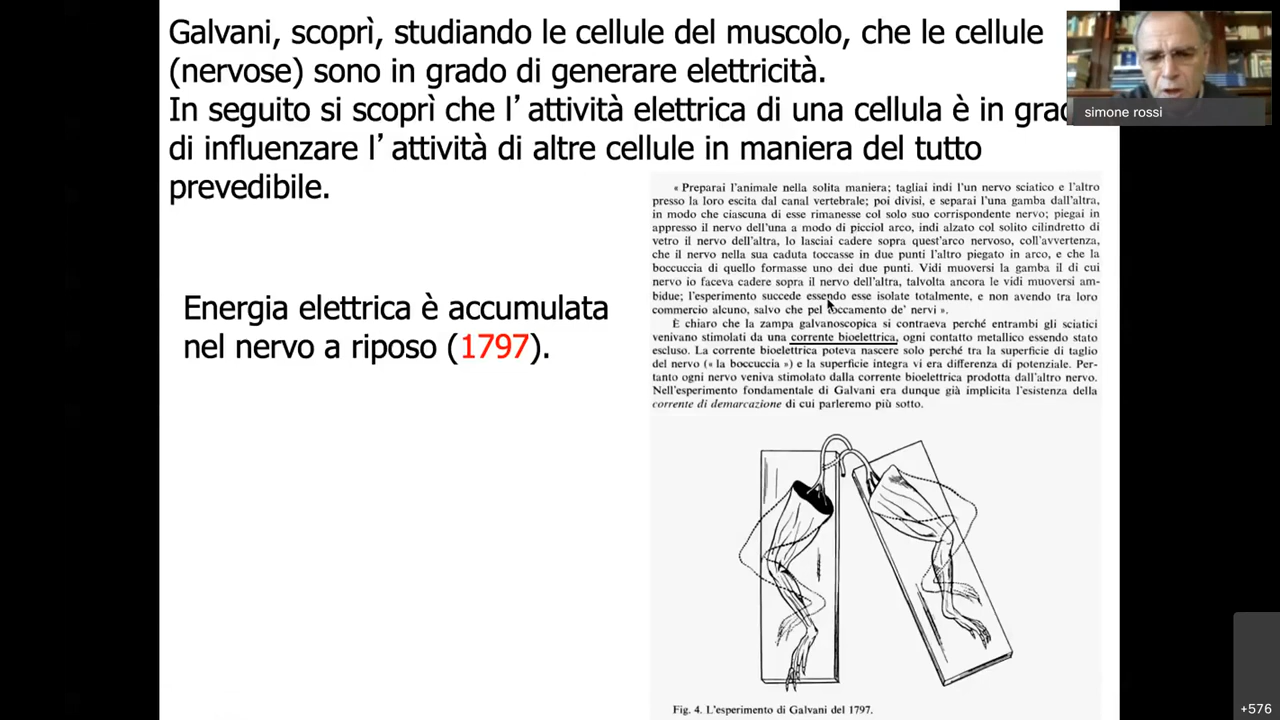 Galvani, scoprì, studiando le cellule del muscolo, che le cellule
(nervose) sono in grado di generare elettricità.
In seguito si scoprì che l’attività elettrica di una cellula è in grad
di influenzare l’attività di altre cellule in maniera del tutto
prevedibile.
simone rossi
Energia elettrica è accumulata
nel nervo a riposo (1797).
« Preparai l'animale nella solita maniera; tagliai indi l'un nervo sciatico e l'altro
presso la loro escita dal canal vertebrale; poi divisi, e separai l'una gamba dall'altra,
in modo che ciascuna di esse rimanesse col solo suo corrispondente nervo; piegai in
appresso il nervo dell'una a modo di picciol arco, indi alzato col solito cilindretto di
vetro il nervo dell'altra, lo lasciai cadere sopra quest'arco nervoso, coll'avvertenza,
che il nervo nella sua caduta toccasse in due punti l'altro piegato in arco, e che la
boccuccia di quello formasse uno dei due punti. Vidi muoversi la gamba il di cui
nervo io faceva cadere sopra il nervo dell'altra, talvolta ancora le vidi muoversi am-
bidue; l'esperimento succede essendo esse isolate totalmente, e non avendo tra loro
commercio alcuno, salvo che pel toccamento de' nervi ».
È chiaro che la zampa galvanoscopica si contraeva perché entrambi gli sciatici
venivano stimolati da una corrente bioelettrica, ogni contatto metallico essendo stato
escluso. La corrente bioelettrica poteva nascere solo perché tra la superficie di taglio
del nervo (« la boccuccia ») e la superficie integra vi era differenza di potenziale. Per-
tanto ogni nervo veniva stimolato dalla corrente bioelettrica prodotta dall'altro nervo.
Nell'esperimento fondamentale di Galvani era dunque già implicita l'esistenza della
corrente di demarcazione di cui parleremo più sotto.
Fig. 4. L'esperimento di Galvani del 1797.
+576